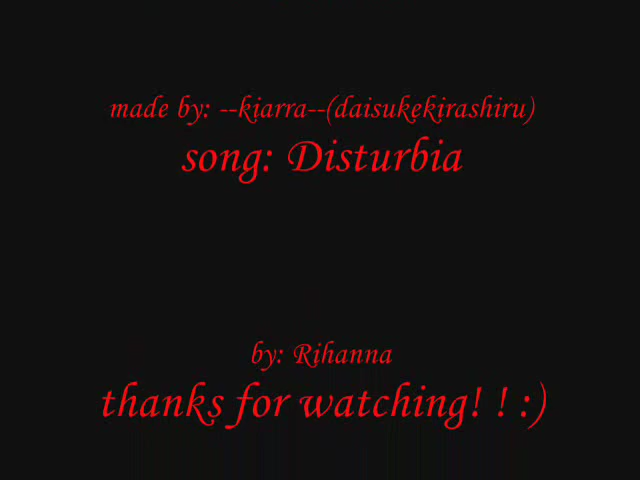 made by: --kiarra--(daisukekirashiru)
song: Disturbia
by: Rihanna
thanks for watching! ! :)